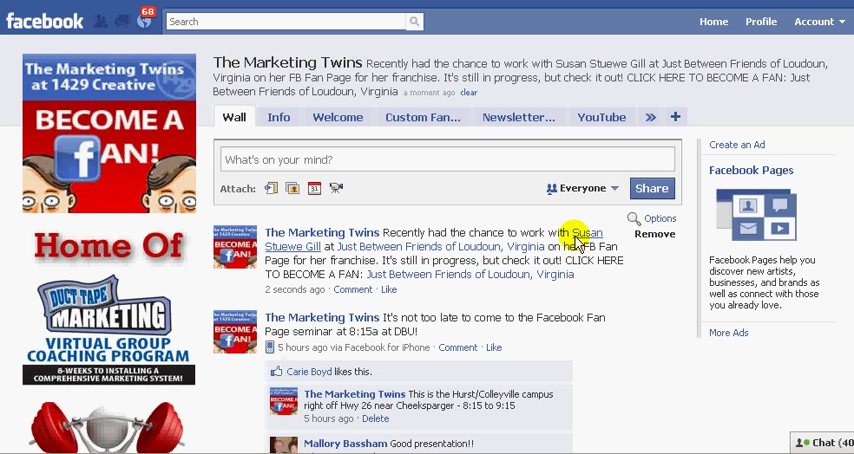 facebook
68
Search
Home Profile Account
The Marketing Twins
at 1429 Creative
BECOME A
f
FAN!
Home Of
DUCT TAPE
MARKETING
VIRTUAL GROUP
COACHING PROGRAM
8-WEEKS TO INSTALLING A
COMPREHENSIVE MARKETING SYSTEM!
The Marketing Twins Recently had the chance to work with Susan Stuewe Gill at Just Between Friends of Loudoun,
Virginia on her FB Fan Page for her franchise. It's still in progress, but check it out! CLICK HERE TO BECOME A FAN: Just
Between Friends of Loudoun, Virginia a moment ago clear
Wall Info Welcome Custom Fan... Newsletter... YouTube » +
What's on your mind?
Attach: 31 Everyone Share
Options
Remove
The Marketing Twins Recently had the chance to work with Susan
Stuewe Gill at Just Between Friends of Loudoun, Virginia on her FB Fan
Page for her franchise. It's still in progress, but check it out! CLICK HERE
TO BECOME A FAN: Just Between Friends of Loudoun, Virginia
2 seconds ago · Comment · Like
The Marketing Twins It's not too late to come to the Facebook Fan
Page seminar at 8:15a at DBU!
5 hours ago via Facebook for iPhone · Comment · Like
Carie Boyd likes this.
The Marketing Twins This is the Hurst/Colleyville campus
right off Hwy 26 near Cheeksparger - 8:15 to 9:15
5 hours ago · Delete
Mallory Bassham Good presentation!!
Create an Ad
Facebook Pages
Facebook Pages help you
discover new artists,
businesses, and brands as
well as connect with those
you already love.
More Ads
Chat (40